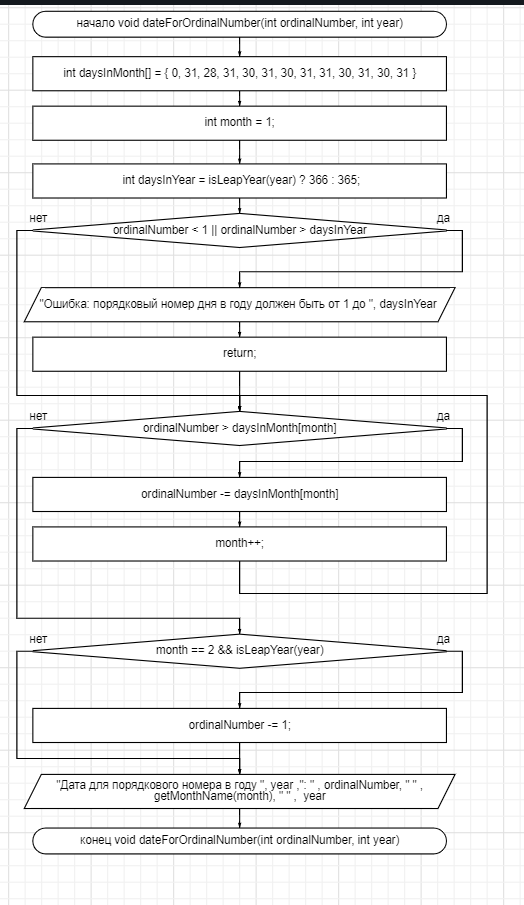 начало void dateForOrdinalNumber(int ordinalNumber, int year)
int daysInMonth[] = { 0, 31, 28, 31, 30, 31, 30, 31, 31, 30, 31, 30, 31 }
int month = 1;
int daysInYear = isLeapYear(year) ? 366 : 365;
нет
да
ordinalNumber < 1 || ordinalNumber > daysInYear
"Ошибка: порядковый номер дня в году должен быть от 1 до ", daysInYear
return;
нет
да
ordinalNumber > daysInMonth[month]
ordinalNumber -= daysInMonth[month]
month++;
нет
да
month == 2 && isLeapYear(year)
ordinalNumber -= 1;
"Дата для порядкового номера в году ", year ,": " , ordinalNumber, " " ,
getMonthName(month), " " , year
конец void dateForOrdinalNumber(int ordinalNumber, int year)